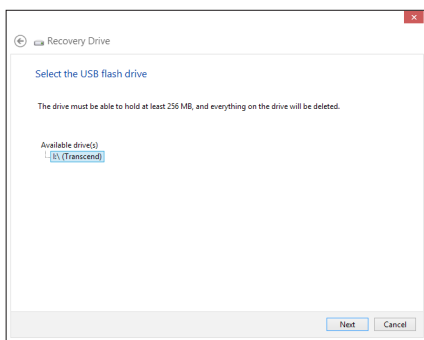 Recovery Drive
Select the USB flash drive
The drive must be able to hold at least 256 MB, and everything on the drive will be deleted.
Available drive(s)
I:\ (Transcend)
Next Cancel